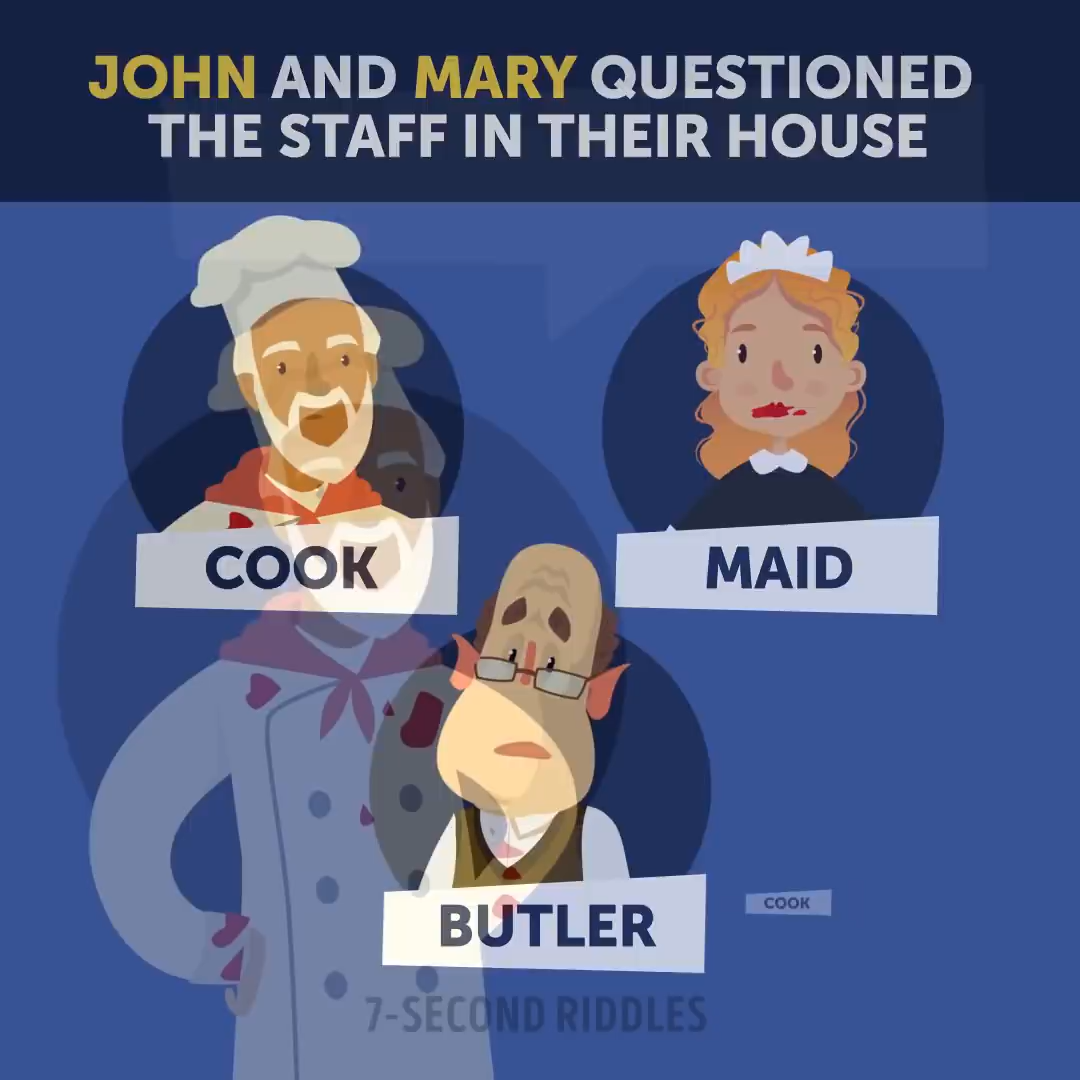 JOHN AND MARY QUESTIONED
THE STAFF IN THEIR HOUSE
COOK
MAID
BUTLER
COOK
7-SECOND RIDDLES